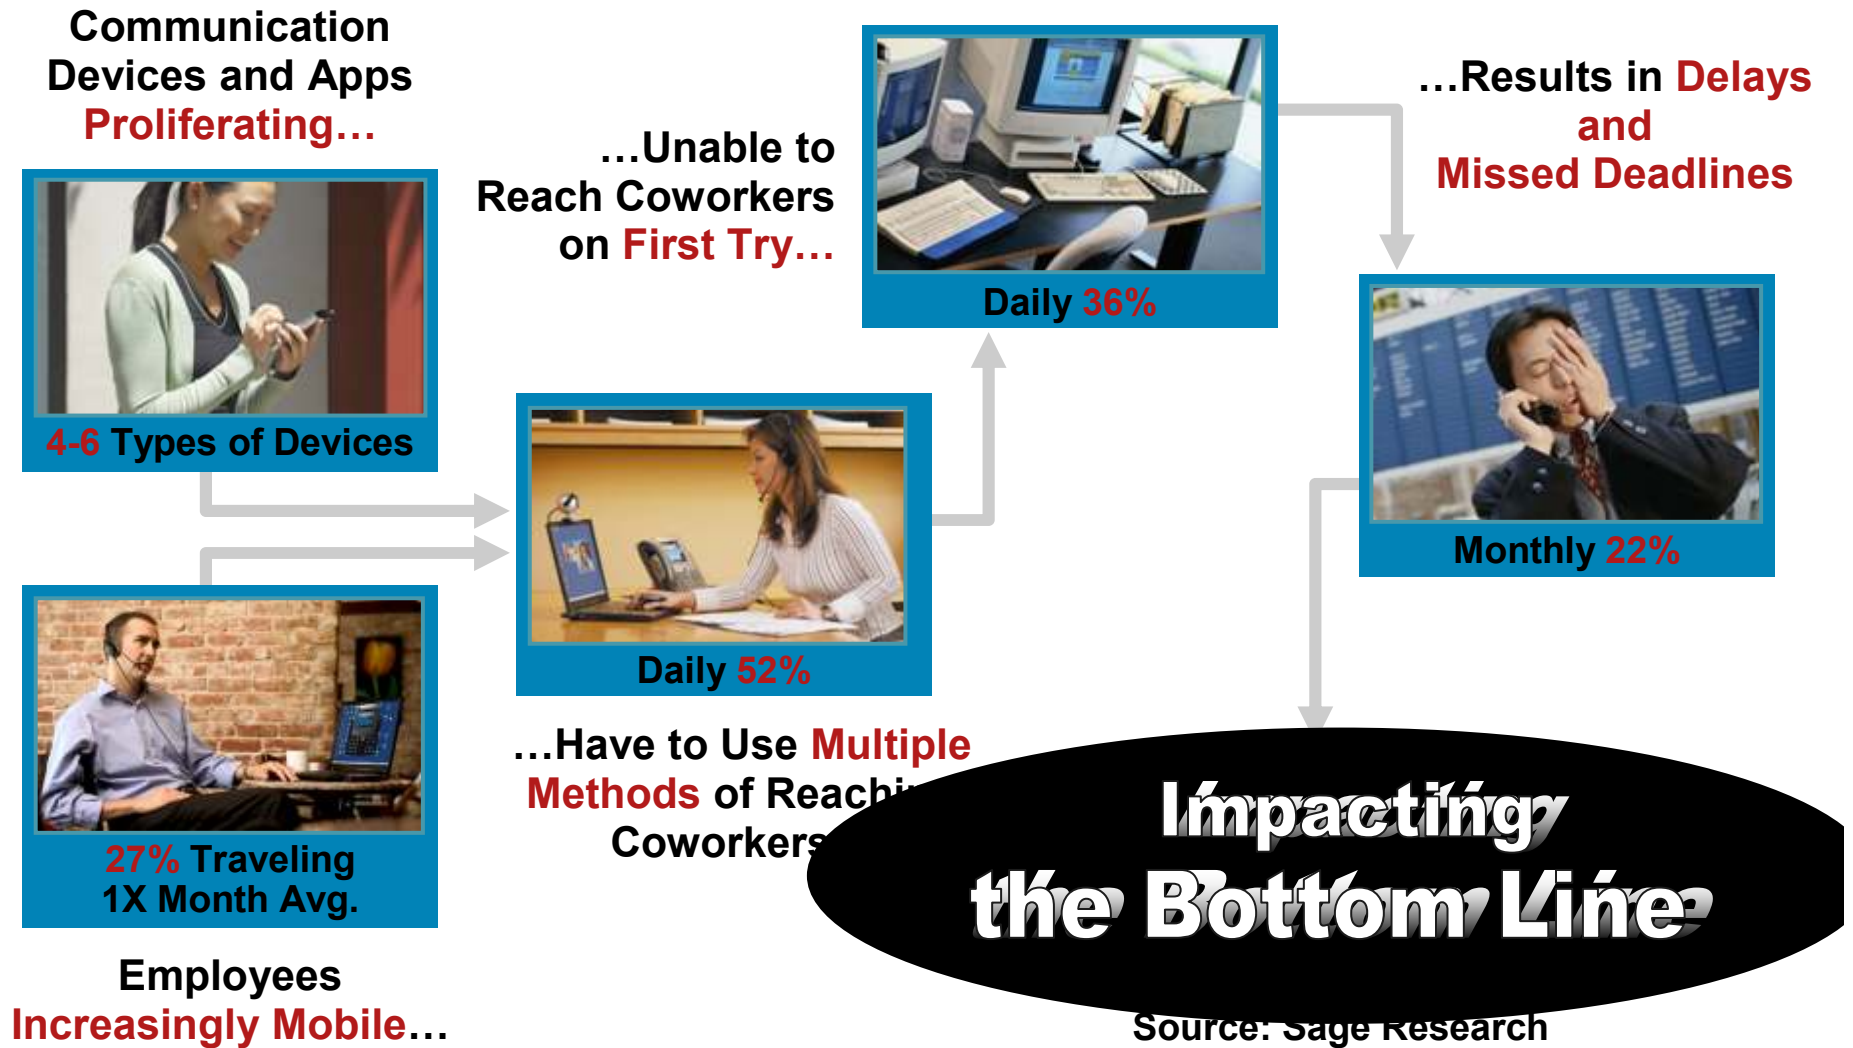 Communication
Devices and Apps
Proliferating…
4-6 Types of Devices
27% Traveling
1X Month Avg.
Employees
Increasingly Mobile…
Daily 52%
…Have to Use Multiple
Methods of
Coworkers
…Unable to
Reach Coworkers
on First Try…
Daily 36%
…Results in Delays
and
Missed Deadlines
Monthly 22%
Impacting
the Bottom Line
Source: Sage Research